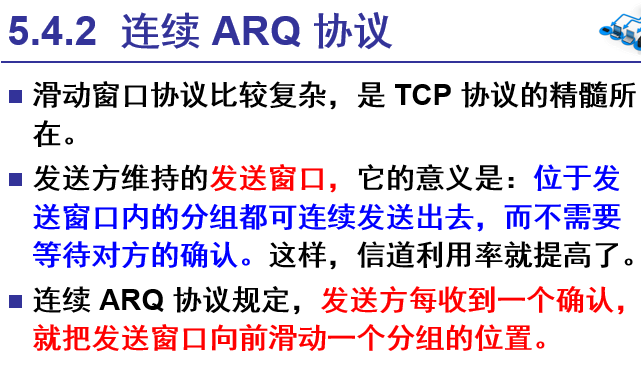 5.4.2 连续 ARQ 协议
滑动窗口协议比较复杂，是 TCP 协议的精髓所
在。
发送方维持的发送窗口，它的意义是：位于发
送窗口内的分组都可连续发送出去，而不需要
等待对方的确认。这样，信道利用率就提高了。
连续 ARQ 协议规定，发送方每收到一个确认，
就把发送窗口向前滑动一个分组的位置。